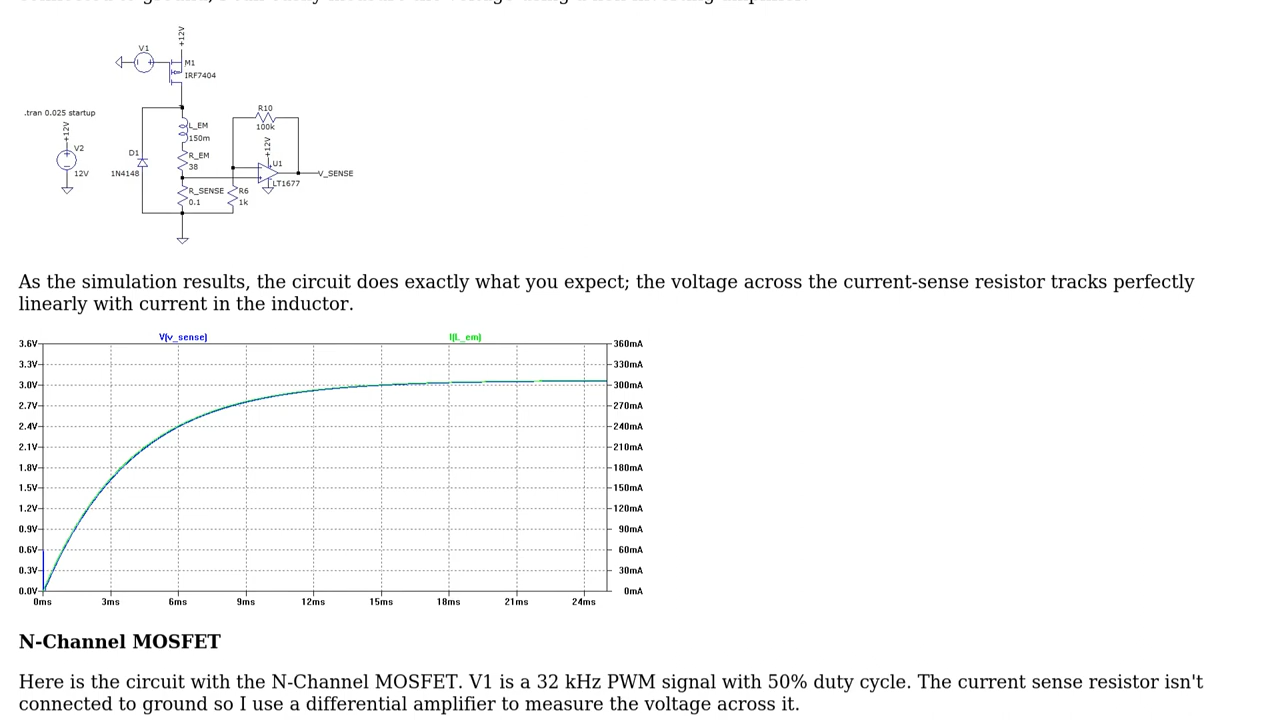 +12V
V1
M1
IRF7404
.tran 0.025 startup
+12V
V2
12V
D1
1N4148
L_EM
150m
R_EM
38
R_SENSE
0.1
R6
1k
R10
100k
+12V
U1
LT1677
V_SENSE
As the simulation results, the circuit does exactly what you expect; the voltage across the current-sense resistor tracks perfectly
linearly with current in the inductor.
V(v_sense) I(L_em)
3.6V 360mA
3.3V 330mA
3.0V 300mA
2.7V 270mA
2.4V 240mA
2.1V 210mA
1.8V 180mA
1.5V 150mA
1.2V 120mA
0.9V 90mA
0.6V 60mA
0.3V 30mA
0.0V 0mA
0ms 3ms 6ms 9ms 12ms 15ms 18ms 21ms 24ms
N-Channel MOSFET
Here is the circuit with the N-Channel MOSFET. V1 is a 32 kHz PWM signal with 50% duty cycle. The current sense resistor isn't
connected to ground so I use a differential amplifier to measure the voltage across it.